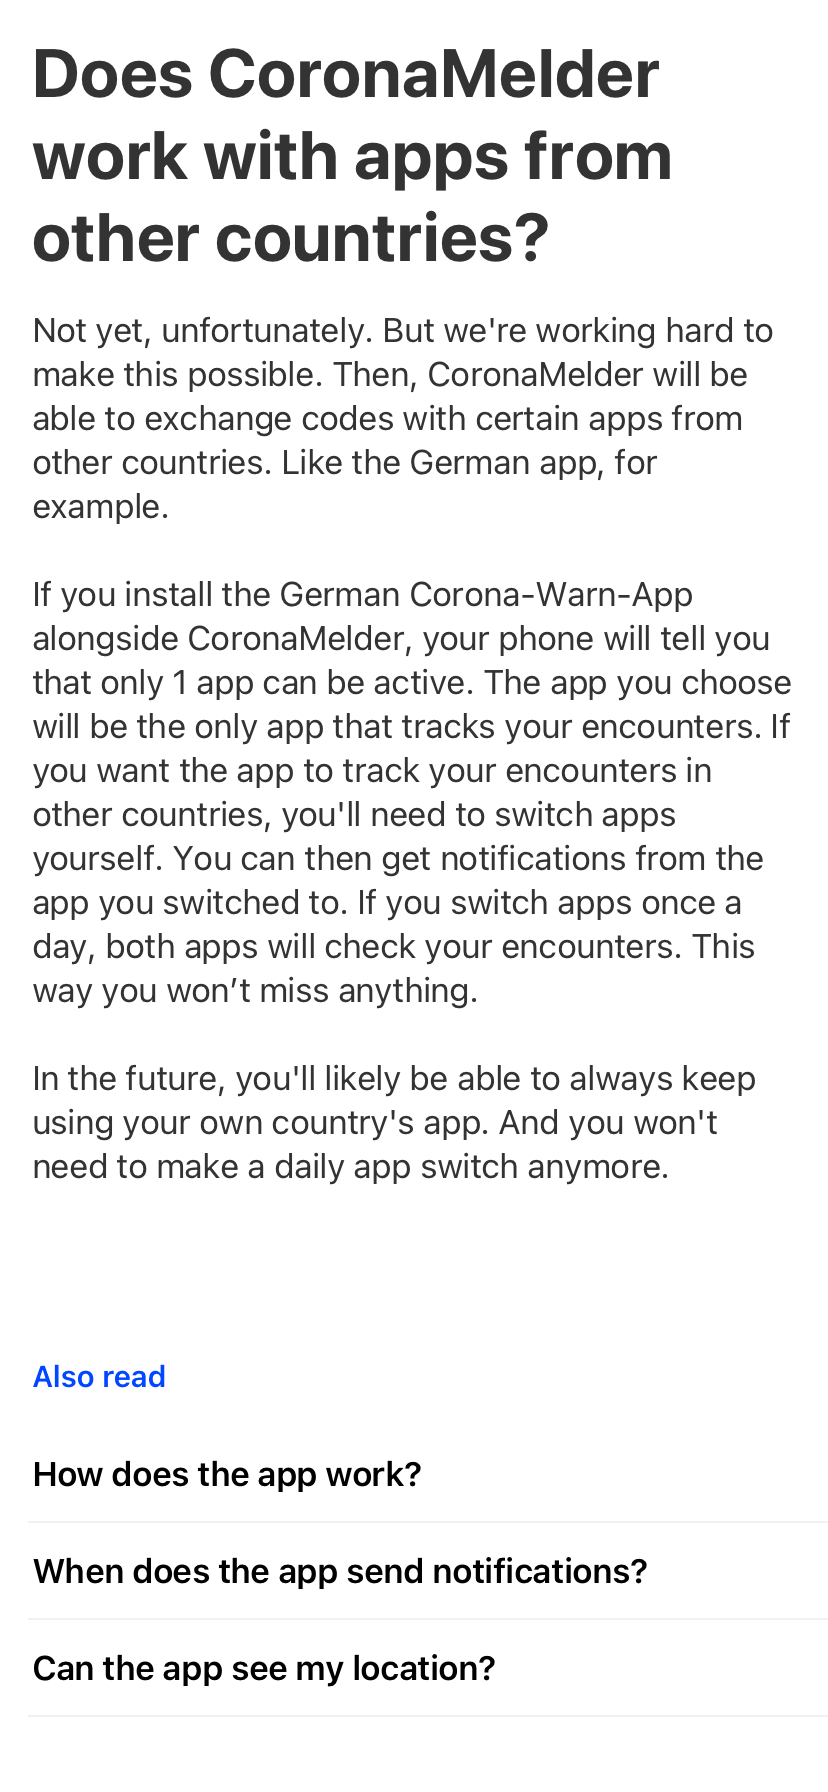 Does CoronaMelder
work with apps from
other countries?
Not yet, unfortunately. But we're working hard to
make this possible. Then, CoronaMelder will be
able to exchange codes with certain apps from
other countries. Like the German app, for
example.
If you install the German Corona-Warn-App
alongside CoronaMelder, your phone will tell you
that only 1 app can be active. The app you choose
will be the only app that tracks your encounters. If
you want the app to track your encounters in
other countries, you'll need to switch apps
yourself. You can then get notifications from the
app you switched to. If you switch apps once a
day, both apps will check your encounters. This
way you won’t miss anything.
In the future, you'll likely be able to always keep
using your own country's app. And you won't
need to make a daily app switch anymore.
Also read
How does the app work?
When does the app send notifications?
Can the app see my location?